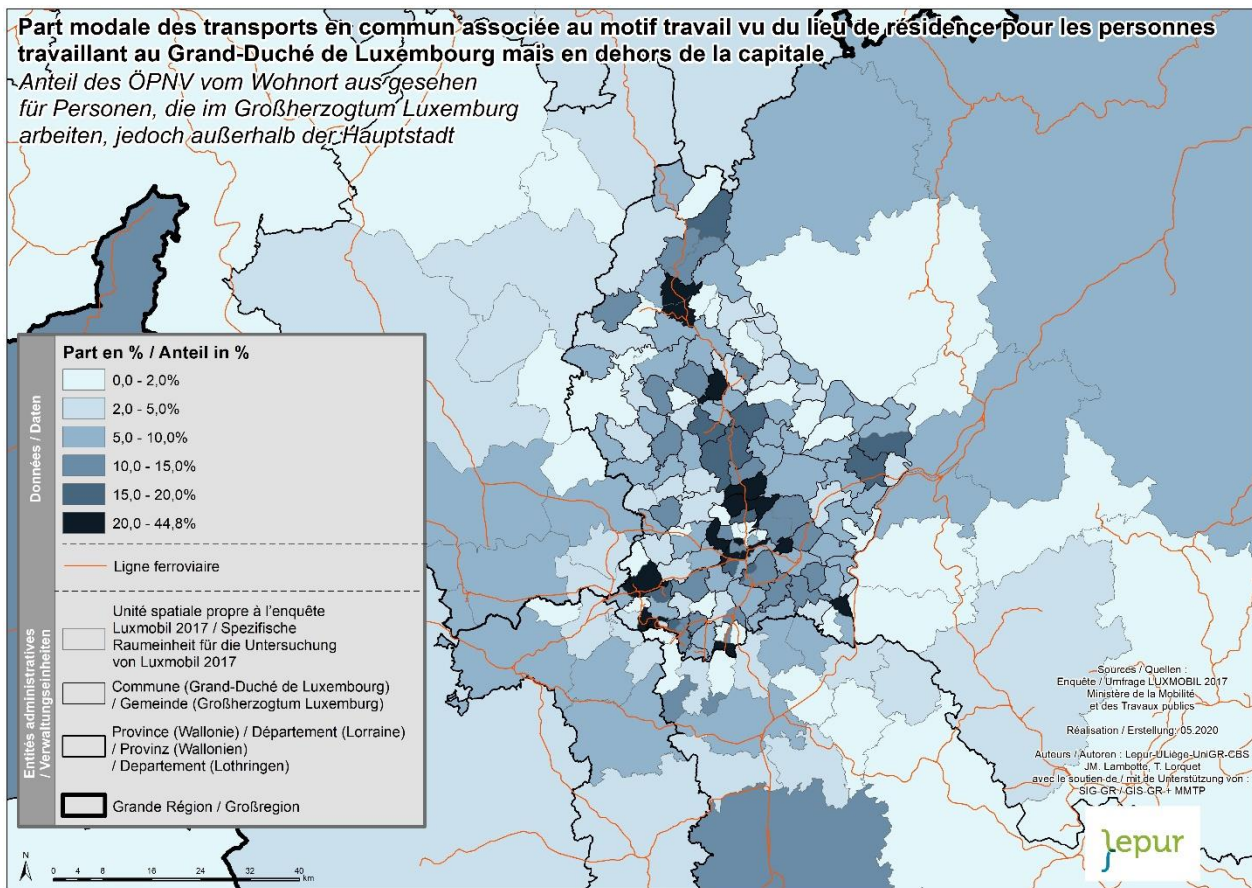 Part modale des transports en commun associée au motif travail vu du lieu de résidence pour les personnes
travaillant au Grand-Duché de Luxembourg mais en dehors de la capitale
Anteil des ÖPNV vom Wohnort aus gesehen
für Personen, die im Großherzogtum Luxemburg
arbeiten, jedoch außerhalb der Hauptstadt
Données / Daten
Part en % / Anteil in %
0,0 - 2,0%
2,0 - 5,0%
5,0 - 10,0%
10,0 - 15,0%
15,0 - 20,0%
20,0 - 44,8%
Ligne ferroviaire
Entités administratives
/ Verwaltungseinheiten
Unité spatiale propre à l'enquête
Luxmobil 2017 / Spezifische
Raumeinheit für die Untersuchung
von Luxmobil 2017
Commune (Grand-Duché de Luxembourg)
/ Gemeinde (Großherzogtum Luxemburg)
Province (Wallonie) / Département (Lorraine)
/ Provinz (Wallonien)
/ Departement (Lothringen)
Grande Région / Großregion
N
0 4 8 16 24 32 40
km
Sources / Quellen :
Enquête / Umfrage LUXMOBIL 2017
Ministère de la Mobilité
et des Travaux publics
Réalisation / Erstellung: 05.2020
Auteurs / Autoren : Lepur-ULiège-UniGR-CBS
JM. Lambotte, T. Lorquet
avec le soutien de / mit de Unterstützung von :
SIG-GR / GIS-GR + MMTP
lepur